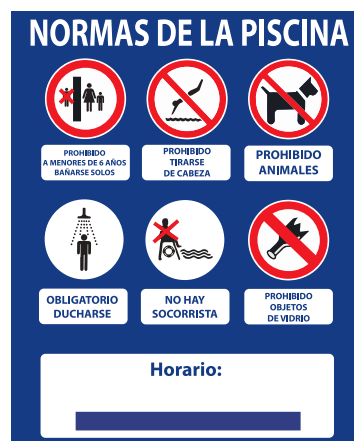 NORMAS DE LA PISCINA
PROHIBIDO
A MENORES DE 6 AÑOS
BAÑARSE SOLOS
PROHIBIDO
TIRARSE
DE CABEZA
PROHIBIDO
ANIMALES
OBLIGATORIO
DUCHARSE
NO HAY
SOCORRISTA
PROHIBIDO
OBJETOS
DE VIDRIO
Horario: